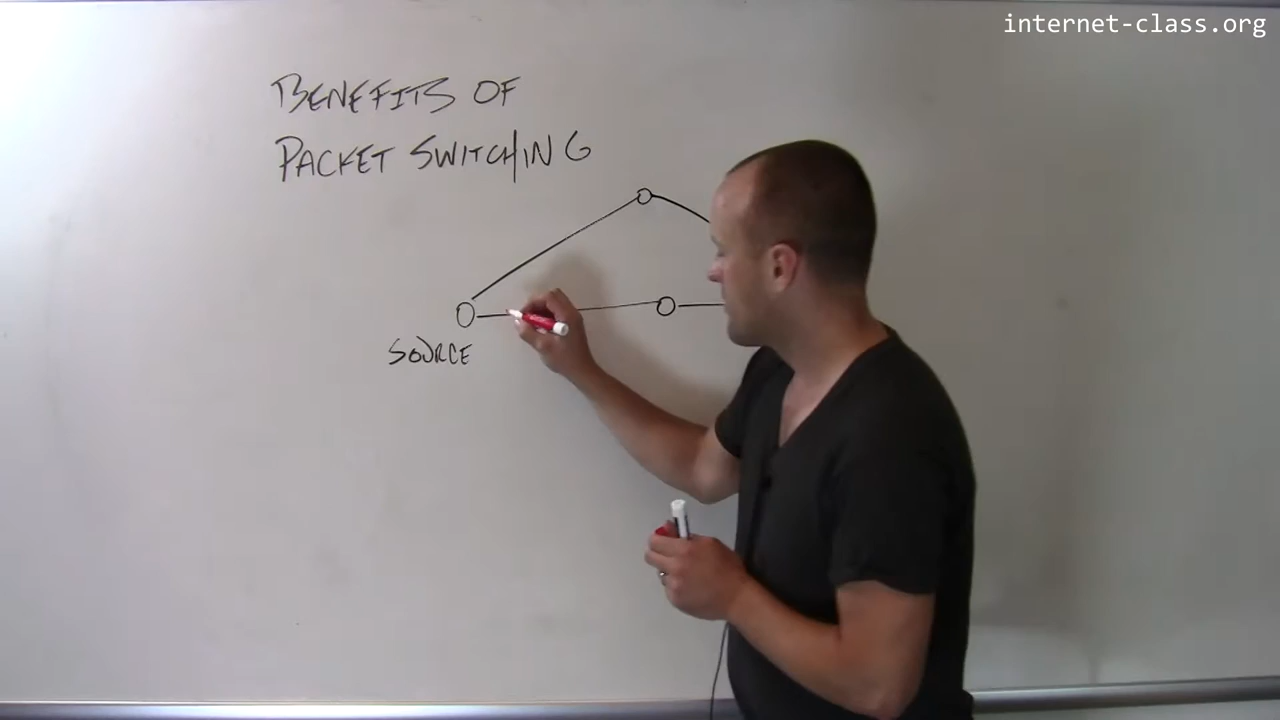 internet-class.org
BENEFITS OF
PACKET SWITCHING
SOURCE